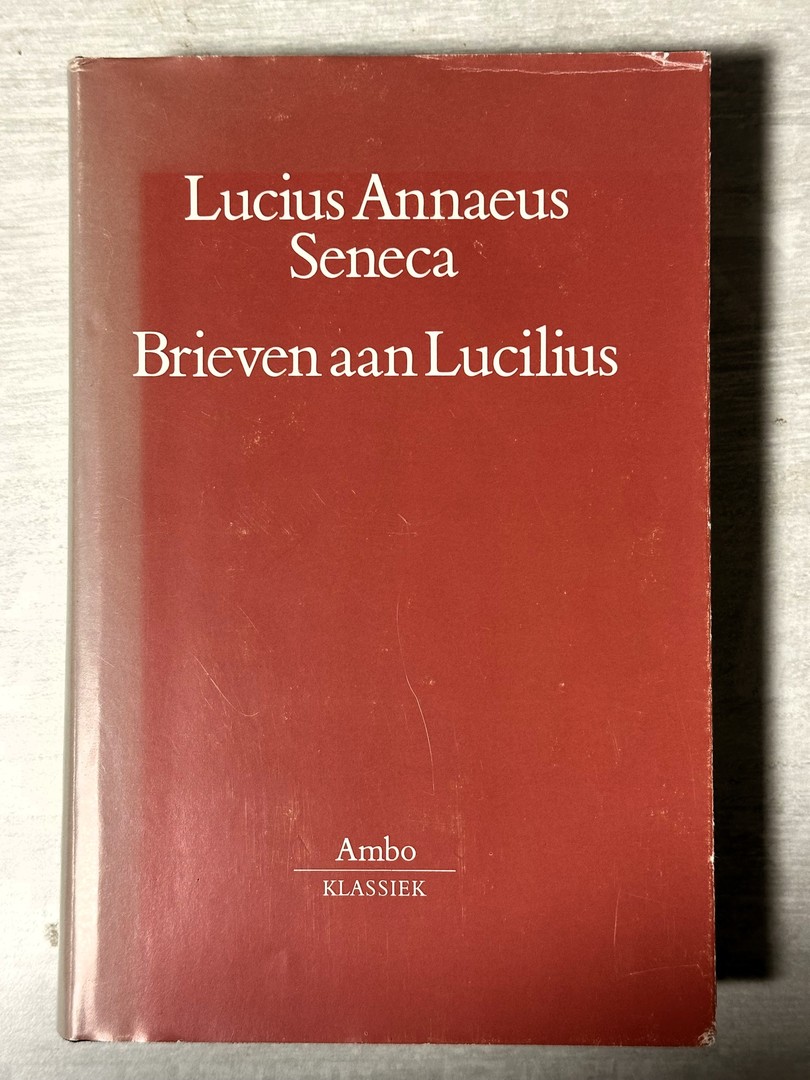 Lucius Annaeus
Seneca
Brieven aan Lucilius
Ambo
KLASSIEK